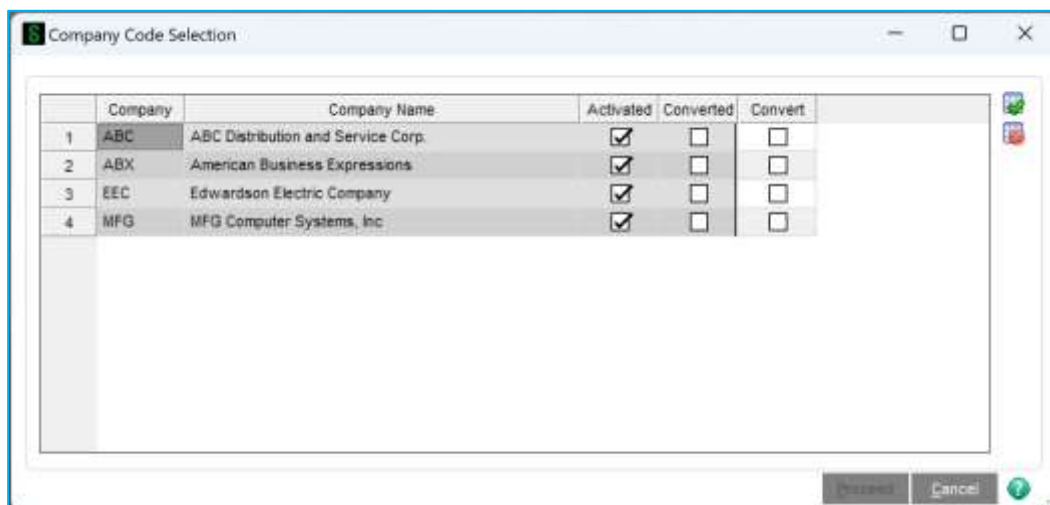 Company Code Selection
Company Company Name Activated Converted Convert
1 ABC ABC Distribution and Service Corp.
2 ABX American Business Expressions
3 EEC Edwardson Electric Company
4 MFG MFG Computer Systems, Inc
Proceed Cancel